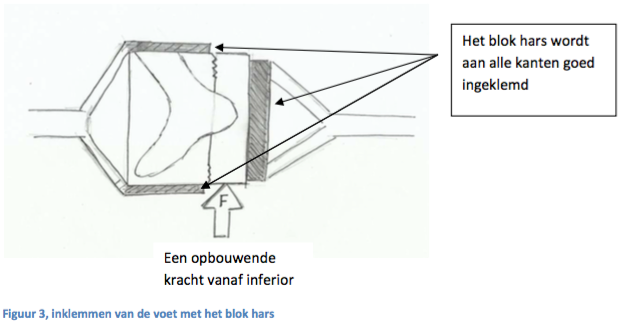 Het blok hars wordt
aan alle kanten goed
ingeklemd
F
Een opbouwende
kracht vanaf inferior
Figuur 3, inklemmen van de voet met het blok hars